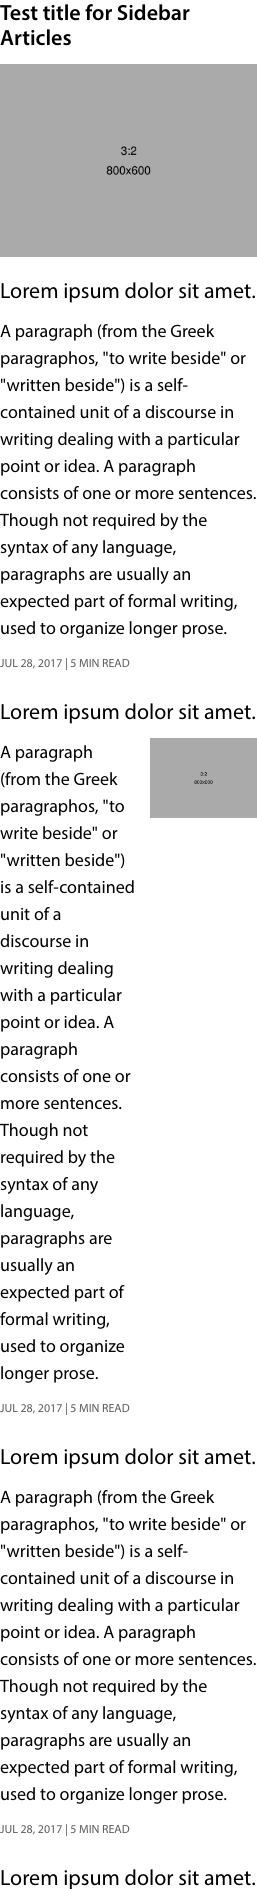 Test title for Sidebar
Articles
3:2
800x600
Lorem ipsum dolor sit amet.
A paragraph (from the Greek
paragraphos, "to write beside" or
"written beside") is a self-
contained unit of a discourse in
writing dealing with a particular
point or idea. A paragraph
consists of one or more sentences.
Though not required by the
syntax of any language,
paragraphs are usually an
expected part of formal writing,
used to organize longer prose.
JUL 28, 2017 | 5 MIN READ
Lorem ipsum dolor sit amet.
A paragraph
(from the Greek
paragraphos, "to
write beside" or
"written beside")
is a self-contained
unit of a
discourse in
writing dealing
with a particular
point or idea. A
paragraph
consists of one or
more sentences.
Though not
required by the
syntax of any
language,
paragraphs are
usually an
expected part of
formal writing,
used to organize
longer prose.
3:2
800x600
JUL 28, 2017 | 5 MIN READ
Lorem ipsum dolor sit amet.
A paragraph (from the Greek
paragraphos, "to write beside" or
"written beside") is a self-
contained unit of a discourse in
writing dealing with a particular
point or idea. A paragraph
consists of one or more sentences.
Though not required by the
syntax of any language,
paragraphs are usually an
expected part of formal writing,
used to organize longer prose.
JUL 28, 2017 | 5 MIN READ
Lorem ipsum dolor sit amet.